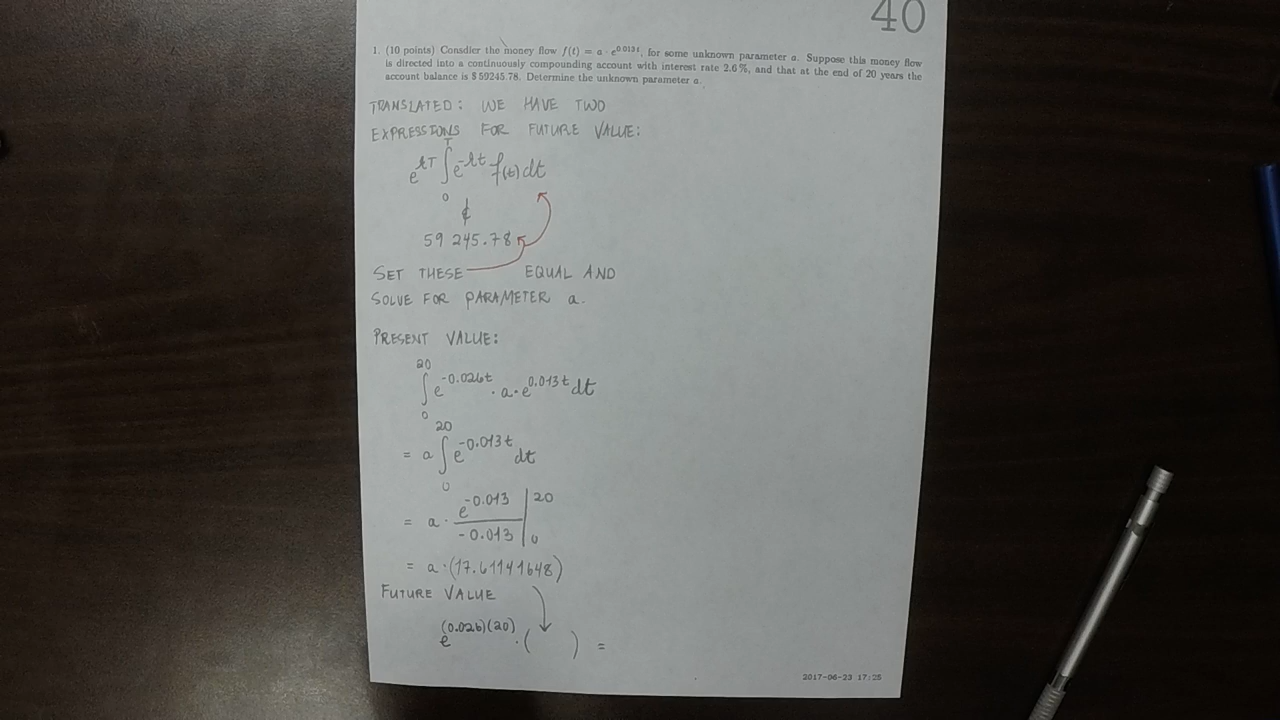 40
1. (10 points) Consdier the money flow f(t) = a · e^{0.013t}, for some unknown parameter a. Suppose this money flow
is directed into a continuously compounding account with interest rate 2.6%, and that at the end of 20 years the
account balance is $59245.78. Determine the unknown parameter a.
TRANSLATED: WE HAVE TWO
EXPRESSIONS FOR FUTURE VALUE:
e^{rT} ∫_0^T e^{-rt} f(t) dt
&
59 245.78
SET THESE EQUAL AND
SOLVE FOR PARAMETER a.
PRESENT VALUE:
∫_0^{20} e^{-0.026t} · a · e^{0.013t} dt
= a ∫_0^{20} e^{-0.013t} dt
= a · e^{-0.013} / -0.013 |_0^{20}
= a · (17.61141648)
FUTURE VALUE
e^{(0.026)(20)} · ( ) =
2017-06-23 17:25